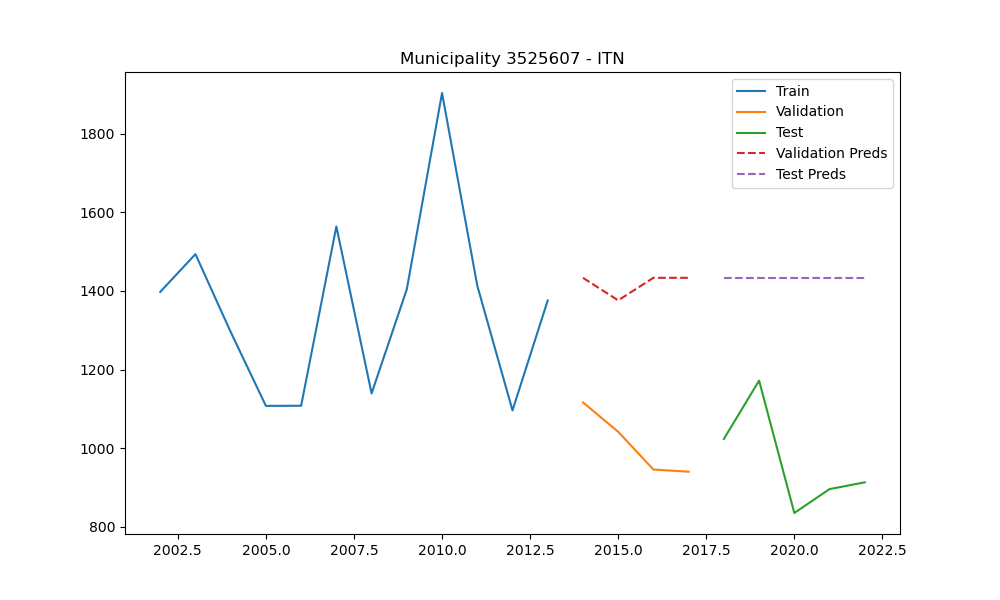 Municipality 3525607 - ITN
Train
Validation
Test
Validation Preds
Test Preds
1800
1600
1400
1200
1000
800
2002.5 2005.0 2007.5 2010.0 2012.5 2015.0 2017.5 2020.0 2022.5